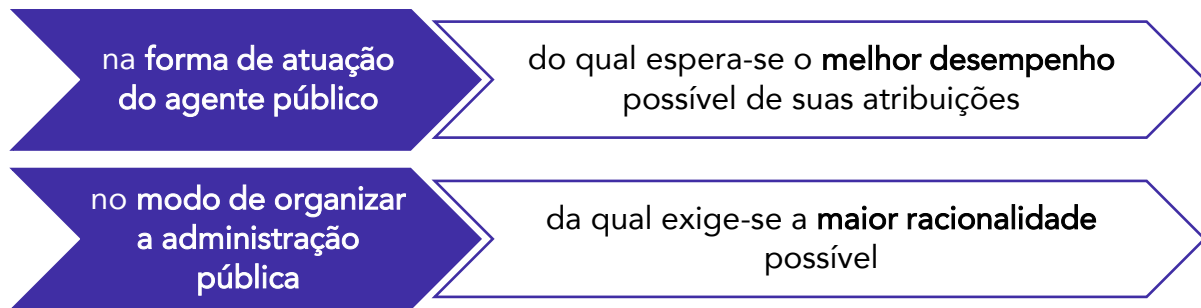 na forma de atuação
do agente público
do qual espera-se o melhor desempenho
possível de suas atribuições
no modo de organizar
a administração
pública
da qual exige-se a maior racionalidade
possível